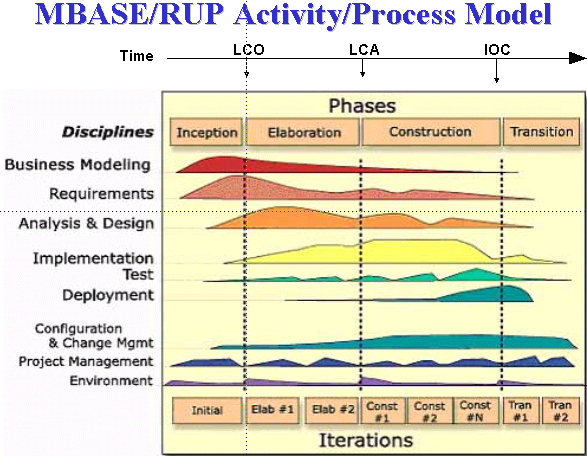 MBASE/RUP Activity/Process Model
Time LCO LCA IOC
Phases
Disciplines Inception Elaboration Construction Transition
Business Modeling
Requirements
Analysis & Design
Implementation
Test
Deployment
Configuration
& Change Mgmt
Project Management
Environment
Initial Elab #1 Elab #2 Const #1 Const #2 Const #N Tran #1 Tran #2
Iterations